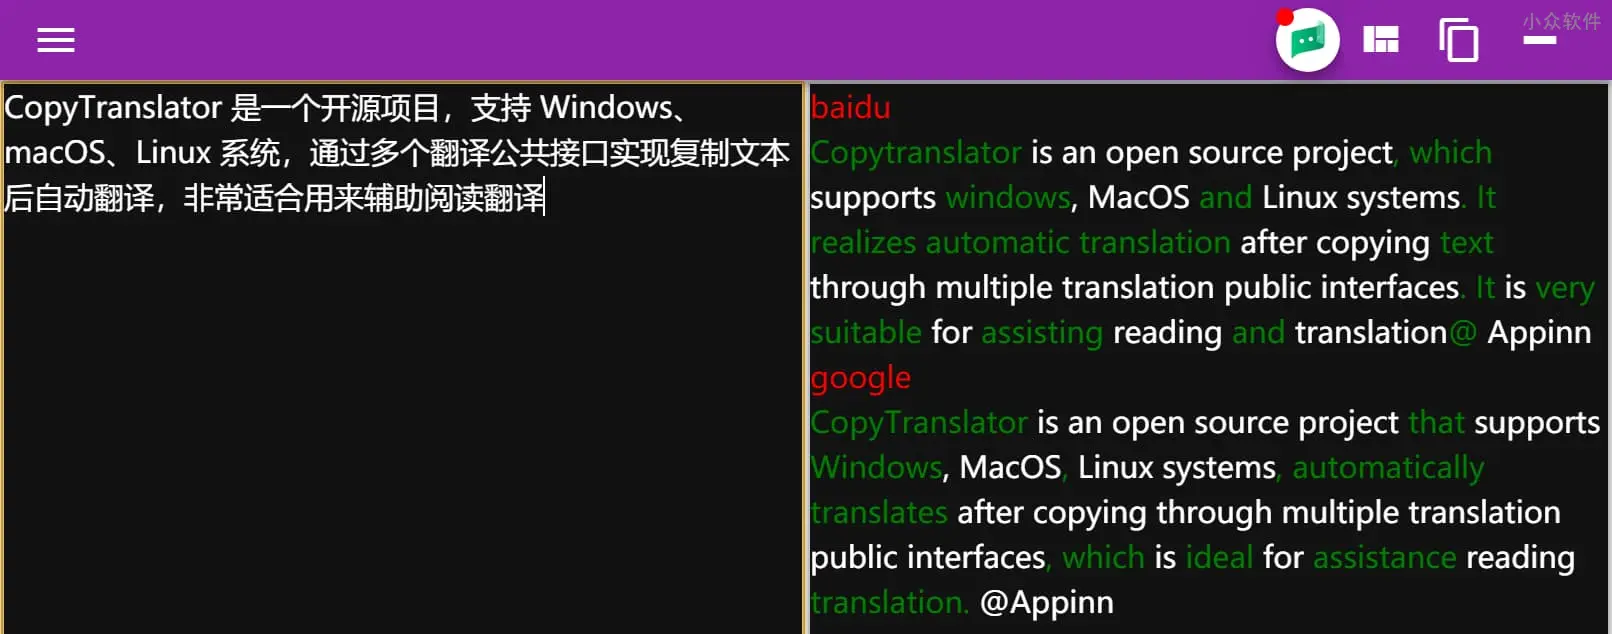 小众软件
CopyTranslator 是一个开源项目，支持 Windows、
macOS、Linux 系统，通过多个翻译公共接口实现复制文本
后自动翻译，非常适合用来辅助阅读翻译
baidu
Copytranslator is an open source project, which
supports windows, MacOS and Linux systems. It
realizes automatic translation after copying text
through multiple translation public interfaces. It is very
suitable for assisting reading and translation@ Appinn
google
CopyTranslator is an open source project that supports
Windows, MacOS, Linux systems, automatically
translates after copying through multiple translation
public interfaces, which is ideal for assistance reading
translation. @Appinn